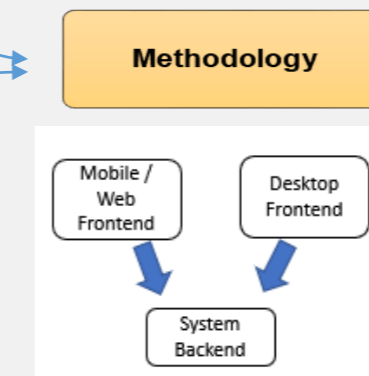 Methodology
Mobile /
Web
Frontend
Desktop
Frontend
System
Backend